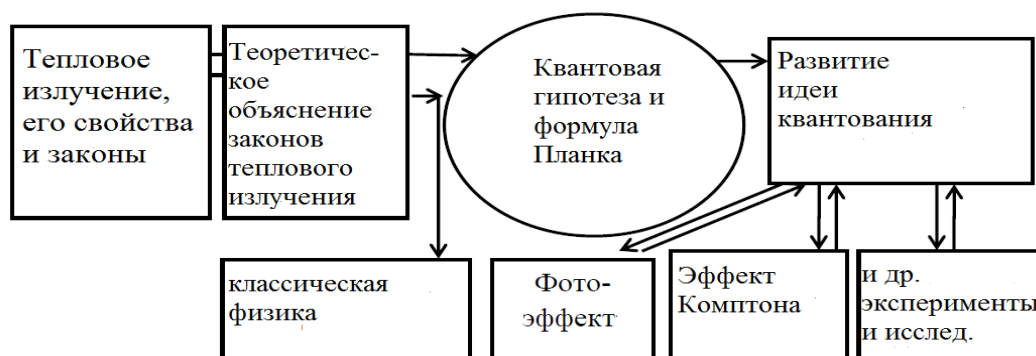 Тепловое
излучение,
его свойства
и законы
Теоретичес-
кое
объяснение
законов
теплового
излучения
Квантовая
гипотеза и
формула
Планка
Развитие
идеи
квантования
классическая
физика
Фото-
эффект
Эффект
Комптона
и др.
эксперименты
и исслед.